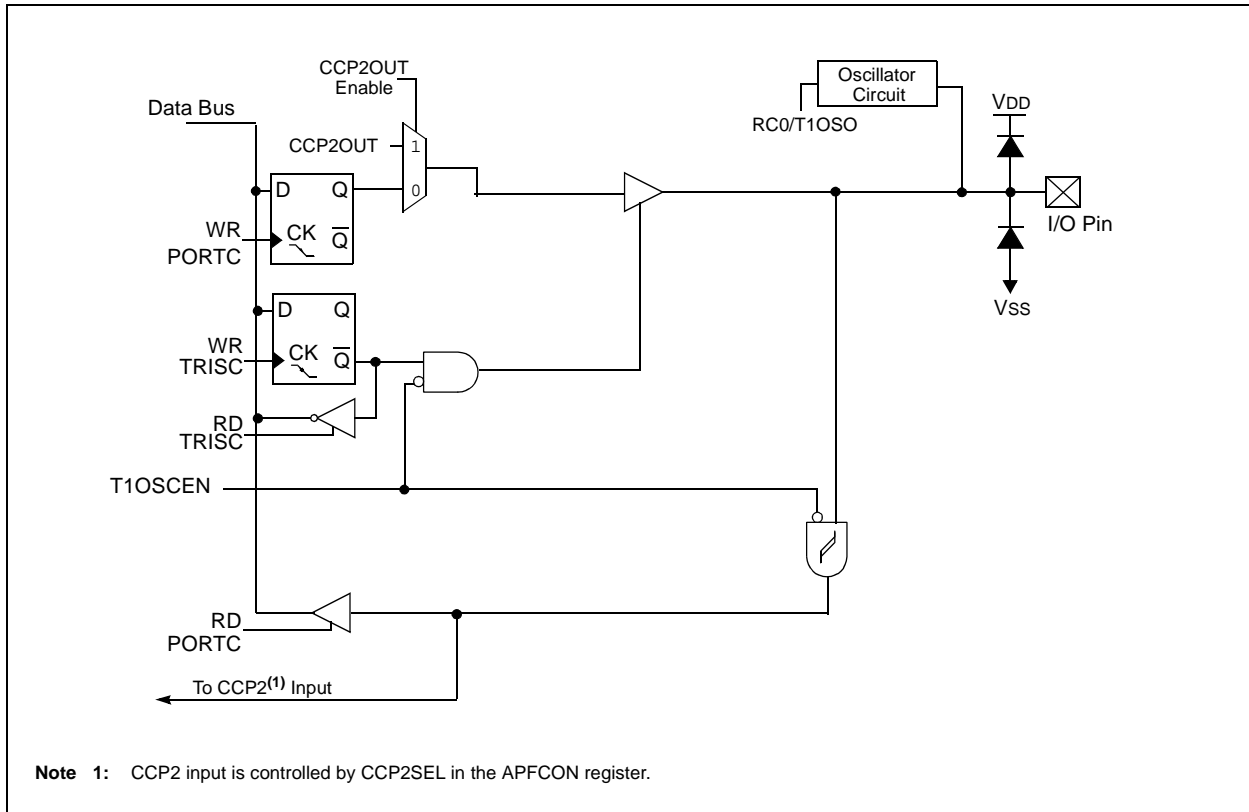 CCP2OUT
Enable
Oscillator
Circuit
VDD
Data Bus
RC0/T1OSO
CCP2OUT
1
0
D Q
WR
PORTC
CK Q
I/O Pin
VSS
D Q
WR
TRISC
CK Q
RD
TRISC
T1OSCEN
RD
PORTC
To CCP2(1) Input
Note 1: CCP2 input is controlled by CCP2SEL in the APFCON register.